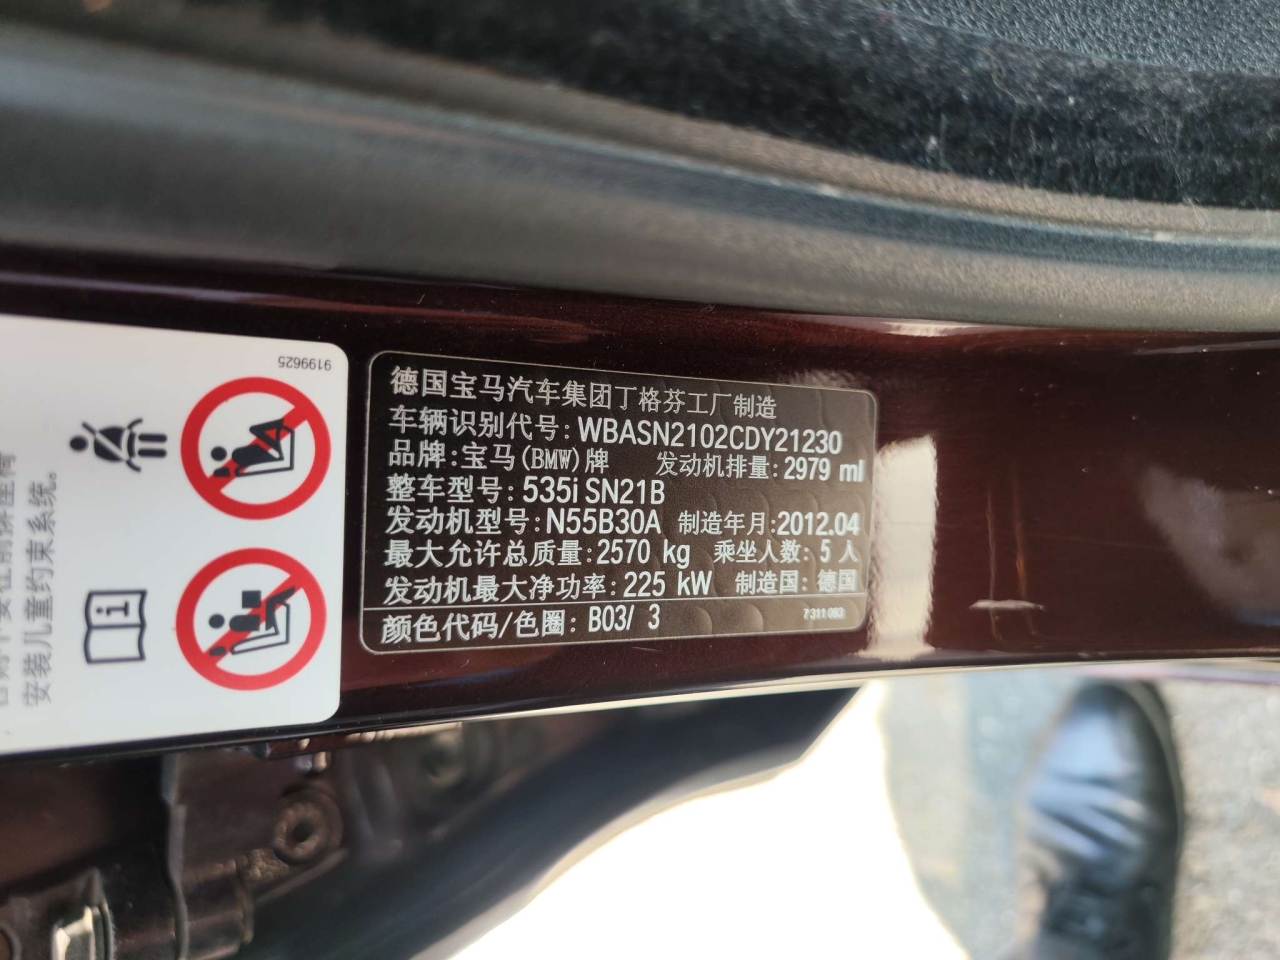 德国宝马汽车集团丁格芬工厂制造
车辆识别代号: WBASN2102CDY21230
品牌: 宝马(BMW)牌 发动机排量: 2979 ml
整车型号: 535i SN21B
发动机型号: N55B30A 制造年月: 2012.04
最大允许总质量: 2570 kg 乘坐人数: 5 人
发动机最大净功率: 225 kW 制造国: 德国
颜色代码/色圈: B03/ 3 7 311 083
9199625
安装儿童约束系统。